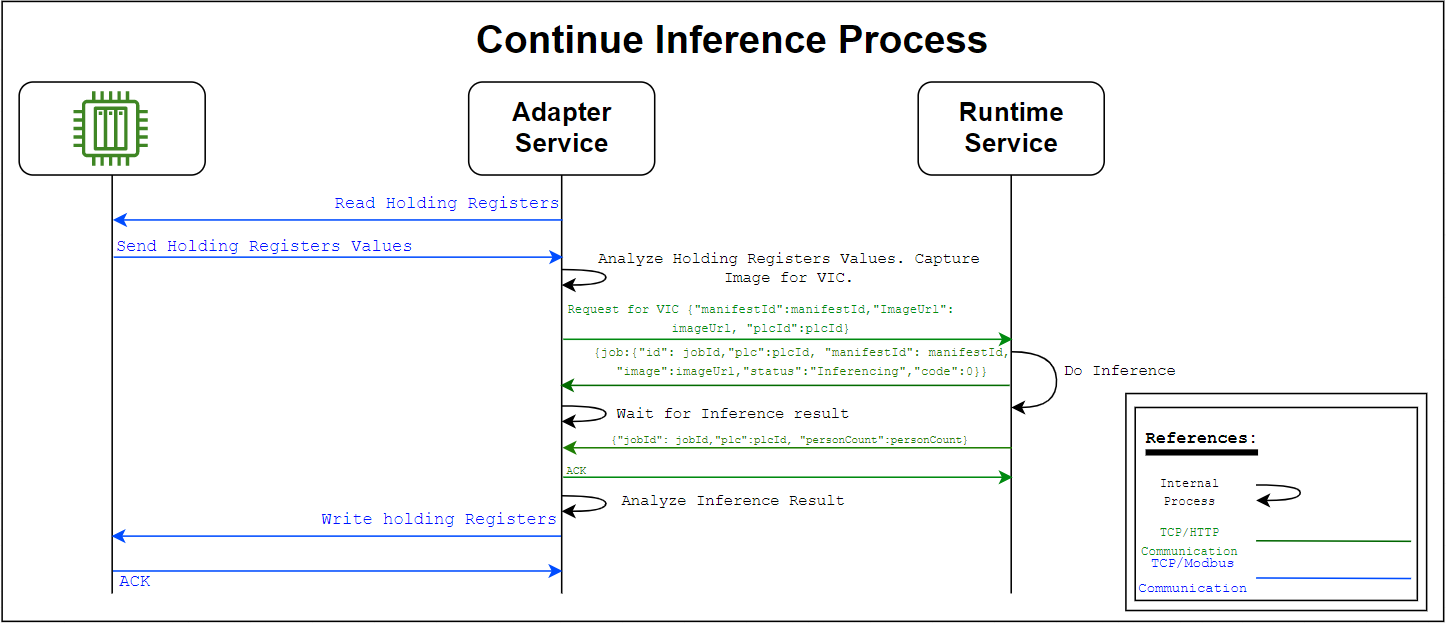 Continue Inference Process
Adapter
Service
Runtime
Service
Read Holding Registers
Send Holding Registers Values
Analyze Holding Registers Values. Capture
Image for VIC.
Request for VIC {"manifestId":manifestId,"ImageUrl":
imageUrl, "plcId":plcId}
{job:{"id": jobId,"plc":plcId, "manifestId": manifestId,
"image":imageUrl,"status":"Inferencing","code":0}}
Do Inference
Wait for Inference result
{"jobId": jobId,"plc":plcId, "personCount":personCount}
ACK
Analyze Inference Result
Write holding Registers
ACK
References:
Internal
Process
TCP/HTTP
Communication
TCP/Modbus
Communication